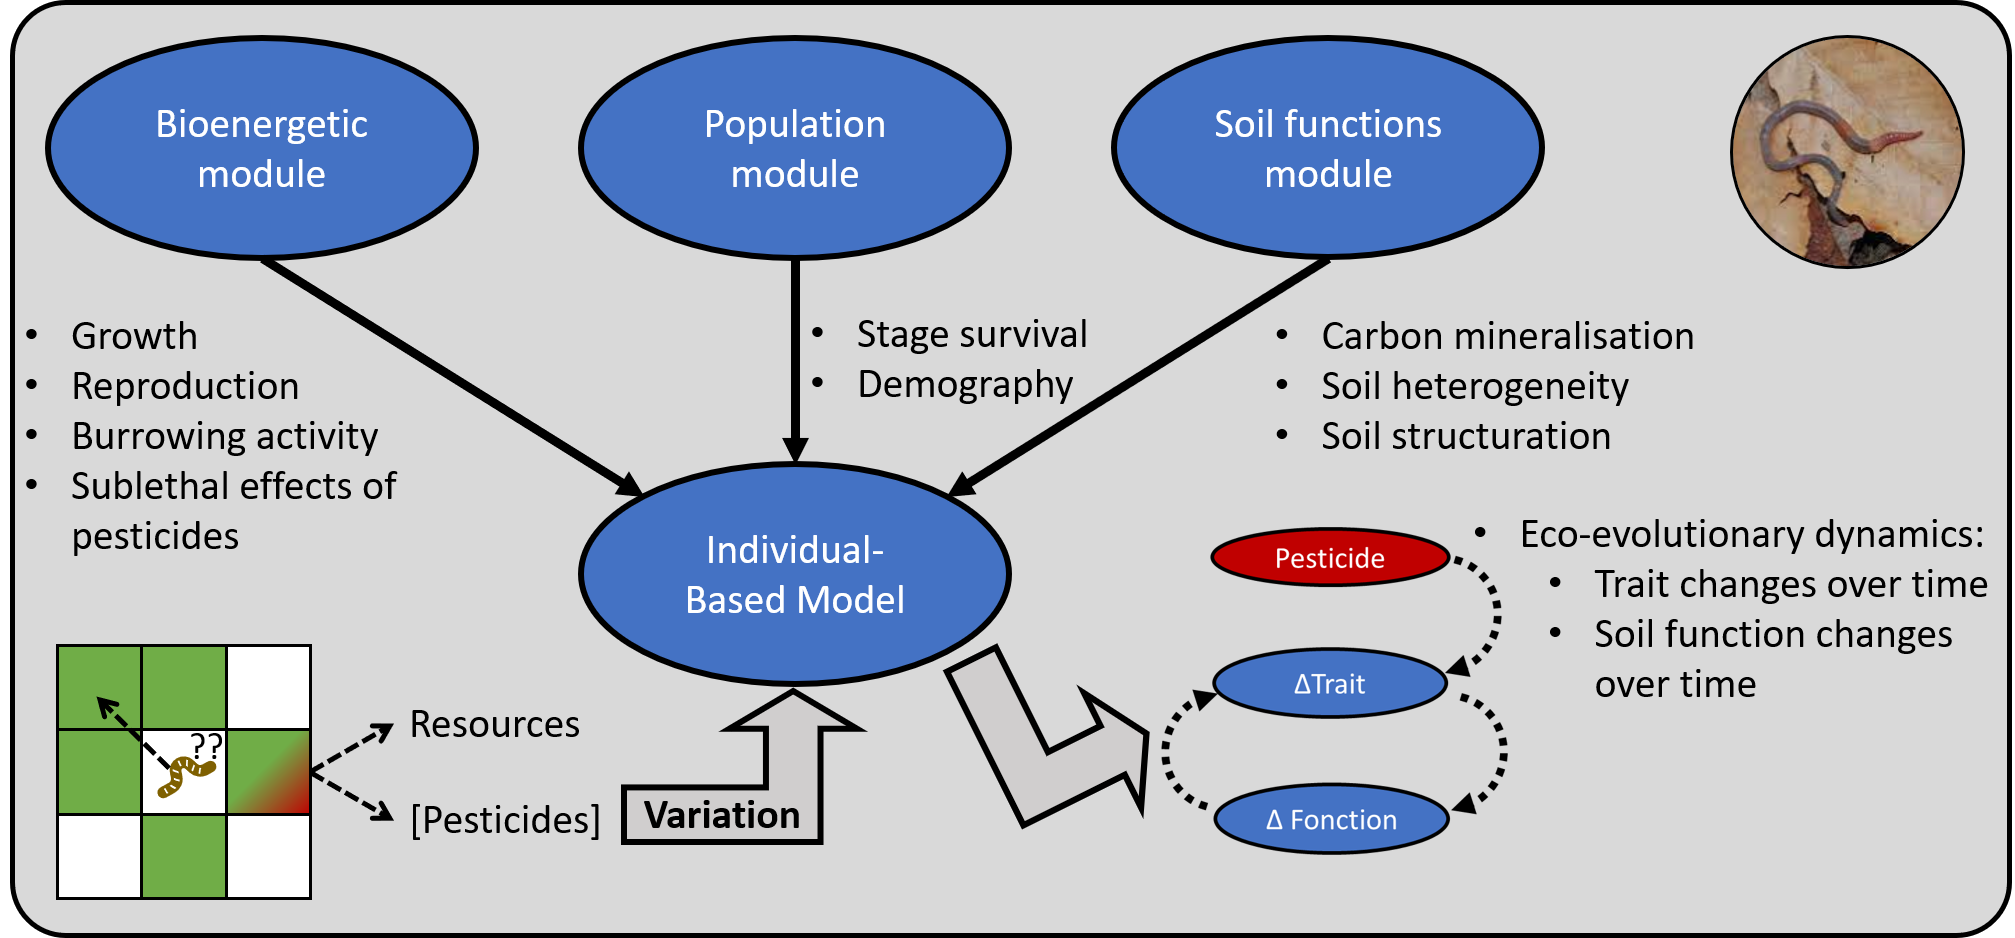 Bioenergetic
module
Population
module
Soil functions
module
• Growth
• Reproduction
• Burrowing activity
• Sublethal effects of
pesticides
• Stage survival
• Demography
• Carbon mineralisation
• Soil heterogeneity
• Soil structuration
Individual-
Based Model
Pesticide
ΔTrait
Δ Fonction
• Eco-evolutionary dynamics:
• Trait changes over time
• Soil function changes
over time
??
Resources
[Pesticides]
Variation